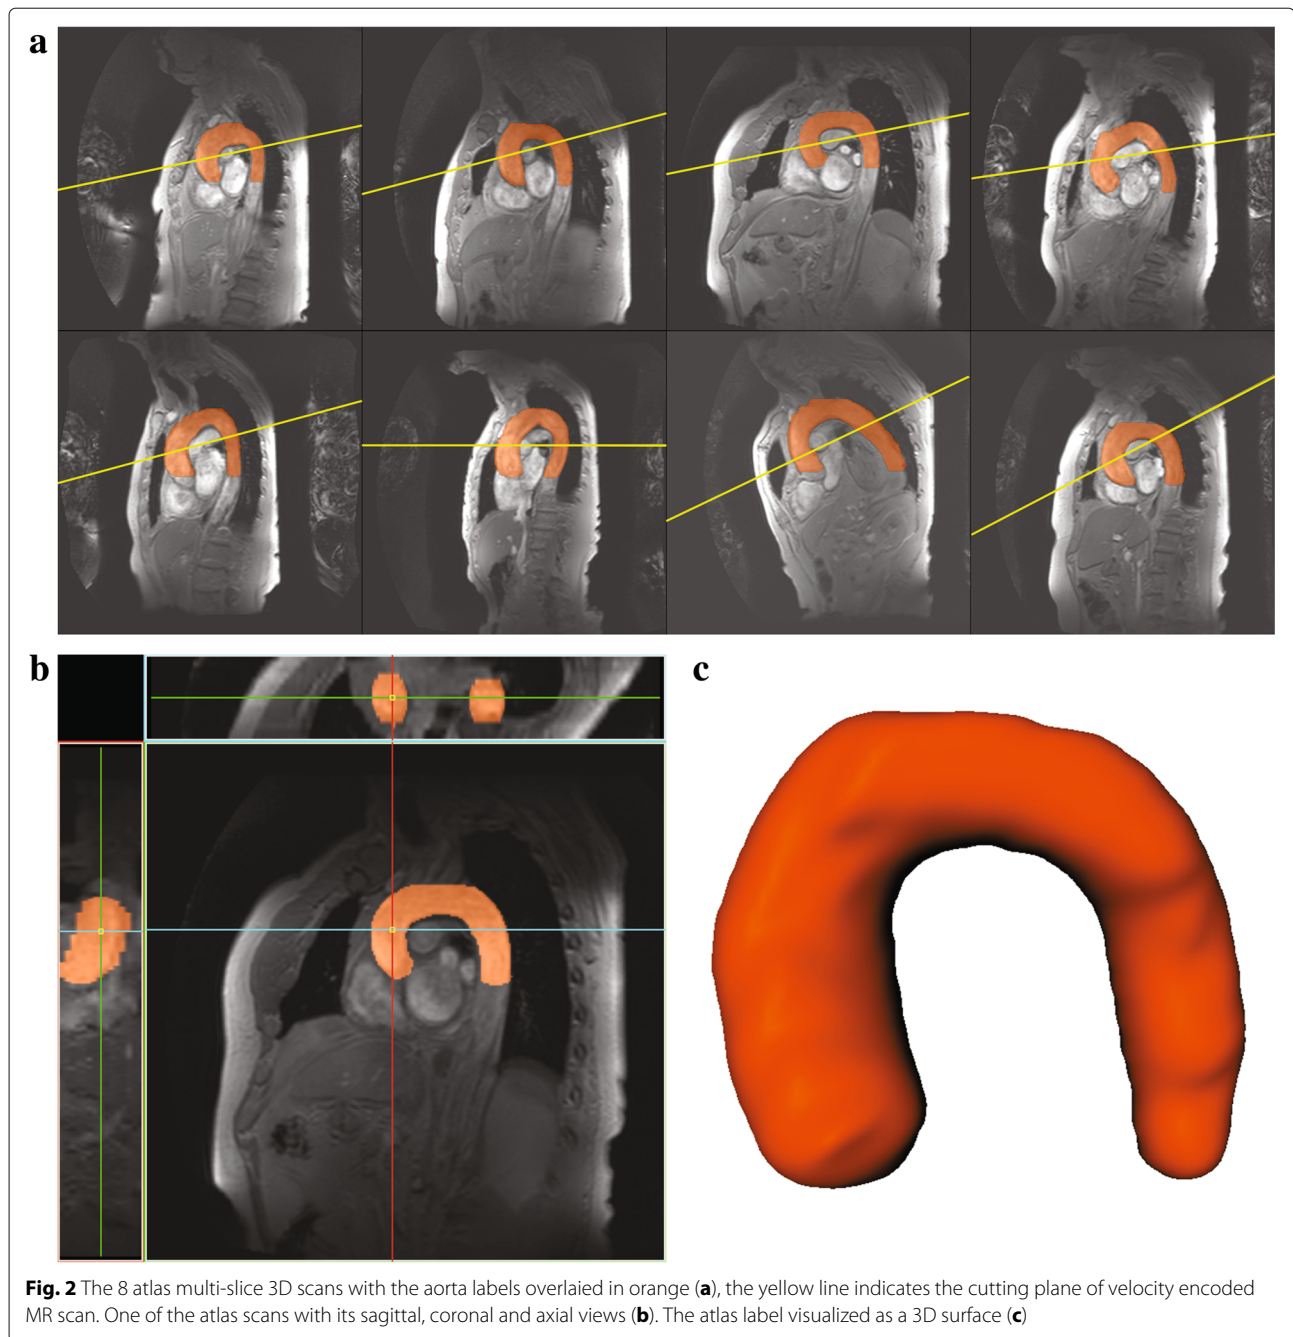 a
b
c
Fig. 2 The 8 atlas multi-slice 3D scans with the aorta labels overlaied in orange (a), the yellow line indicates the cutting plane of velocity encoded
MR scan. One of the atlas scans with its sagittal, coronal and axial views (b). The atlas label visualized as a 3D surface (c)